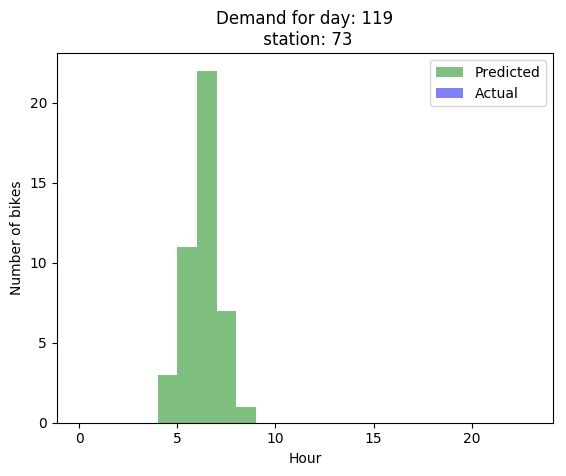 Demand for day: 119
station: 73
Predicted
Actual
Number of bikes
20
15
10
5
0
0
5
10
15
20
Hour